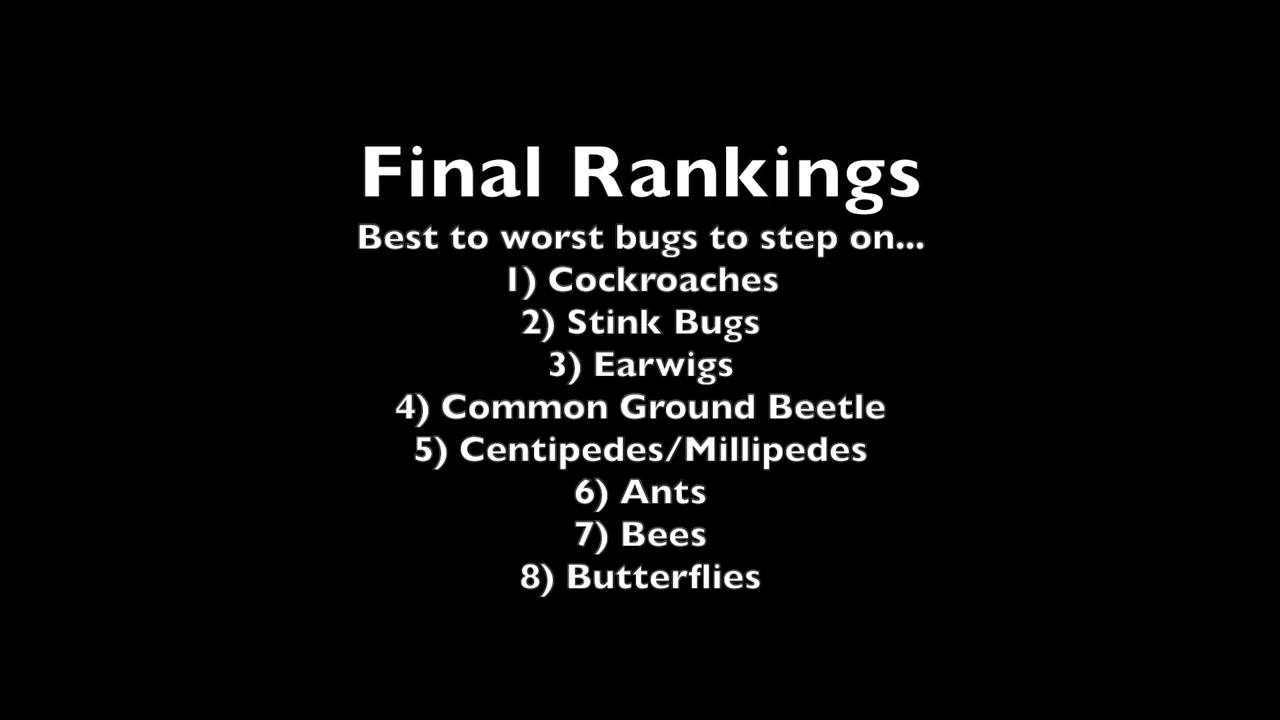 Final Rankings
Best to worst bugs to step on...
1) Cockroaches
2) Stink Bugs
3) Earwigs
4) Common Ground Beetle
5) Centipedes/Millipedes
6) Ants
7) Bees
8) Butterflies